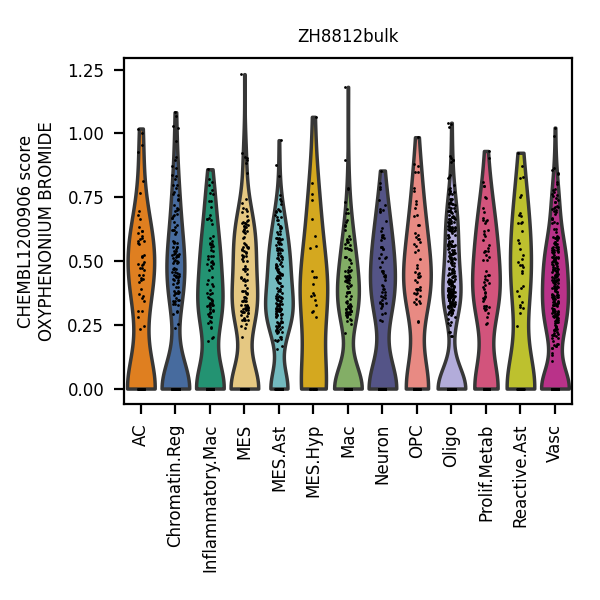 ZH8812bulk
CHEMBL1200906 score
OXYPHENONIUM BROMIDE
1.25
1.00
0.75
0.50
0.25
0.00
AC
Chromatin.Reg
Inflammatory.Mac
MES
MES.Ast
MES.Hyp
Mac
Neuron
OPC
Oligo
Prolif.Metab
Reactive.Ast
Vasc